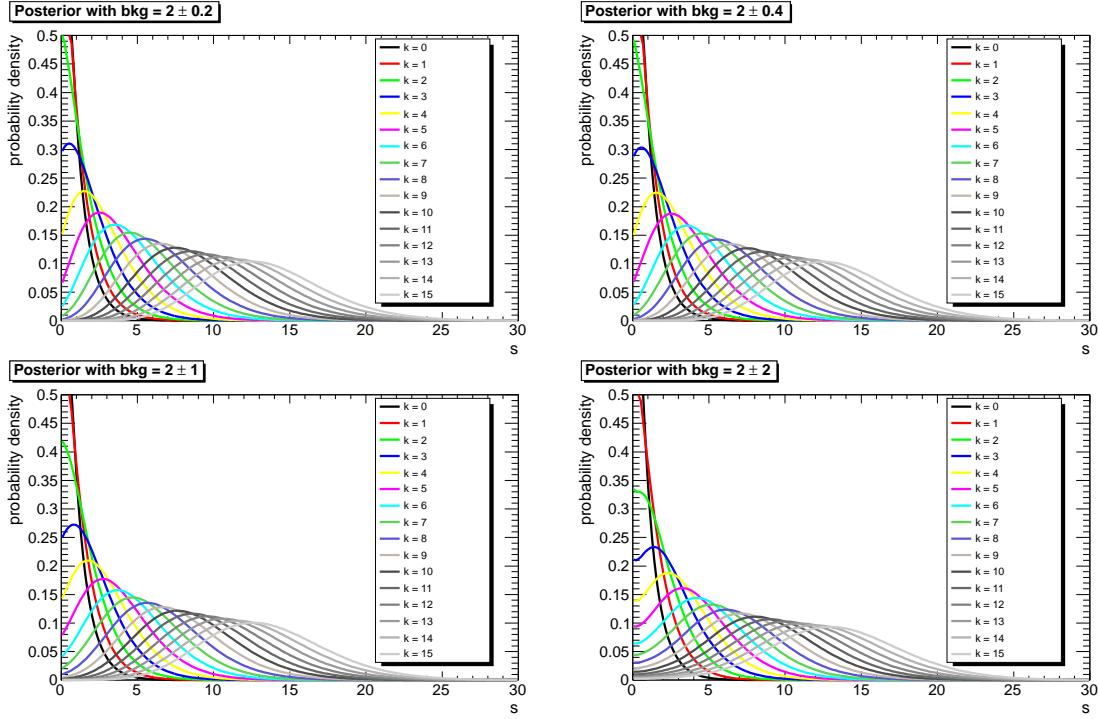 Posterior with bkg = 2 ± 0.2
probability density
0.5
0.45
0.4
0.35
0.3
0.25
0.2
0.15
0.1
0.05
0
0 5 10 15 20 25 30
s
k = 0
k = 1
k = 2
k = 3
k = 4
k = 5
k = 6
k = 7
k = 8
k = 9
k = 10
k = 11
k = 12
k = 13
k = 14
k = 15
Posterior with bkg = 2 ± 0.4
probability density
0.5
0.45
0.4
0.35
0.3
0.25
0.2
0.15
0.1
0.05
0
0 5 10 15 20 25 30
s
k = 0
k = 1
k = 2
k = 3
k = 4
k = 5
k = 6
k = 7
k = 8
k = 9
k = 10
k = 11
k = 12
k = 13
k = 14
k = 15
Posterior with bkg = 2 ± 1
probability density
0.5
0.45
0.4
0.35
0.3
0.25
0.2
0.15
0.1
0.05
0
0 5 10 15 20 25 30
s
k = 0
k = 1
k = 2
k = 3
k = 4
k = 5
k = 6
k = 7
k = 8
k = 9
k = 10
k = 11
k = 12
k = 13
k = 14
k = 15
Posterior with bkg = 2 ± 2
probability density
0.5
0.45
0.4
0.35
0.3
0.25
0.2
0.15
0.1
0.05
0
0 5 10 15 20 25 30
s
k = 0
k = 1
k = 2
k = 3
k = 4
k = 5
k = 6
k = 7
k = 8
k = 9
k = 10
k = 11
k = 12
k = 13
k = 14
k = 15